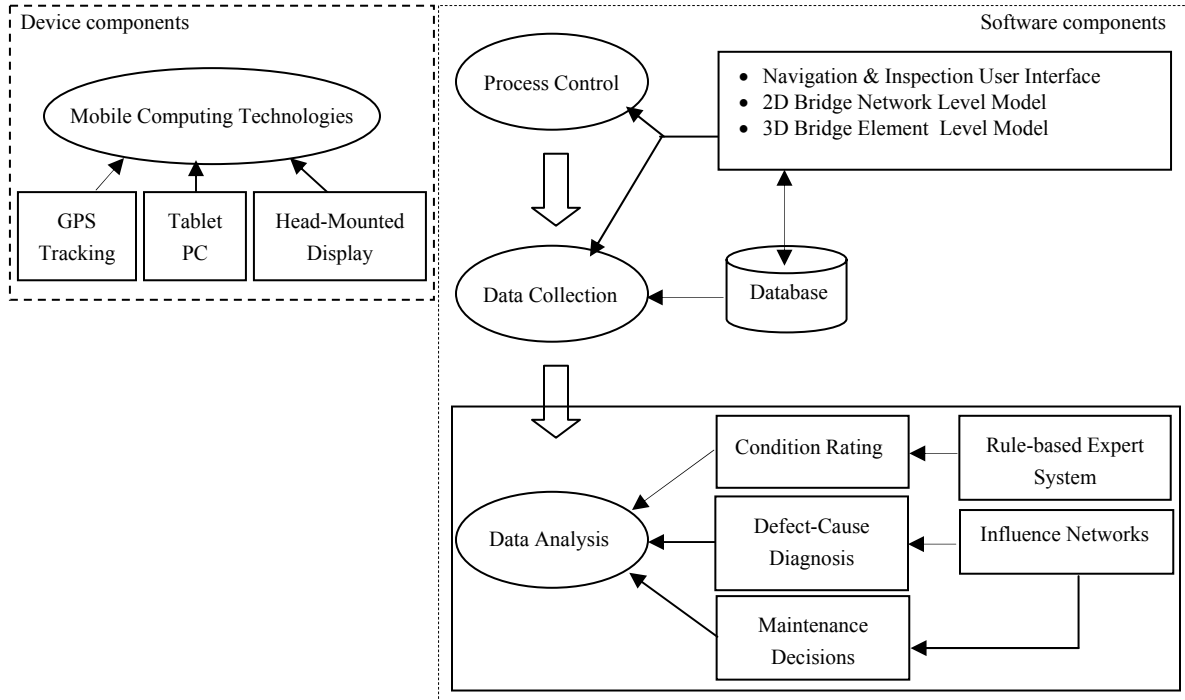 Device components
Mobile Computing Technologies
GPS
Tracking
Tablet
PC
Head-Mounted
Display
Software components
Process Control
• Navigation & Inspection User Interface
• 2D Bridge Network Level Model
• 3D Bridge Element Level Model
Data Collection
Database
Data Analysis
Condition Rating
Rule-based Expert
System
Defect-Cause
Diagnosis
Influence Networks
Maintenance
Decisions